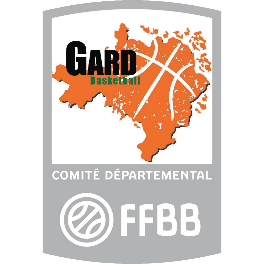 GARD
Basketball
COMITÉ DÉPARTEMENTAL
FFBB